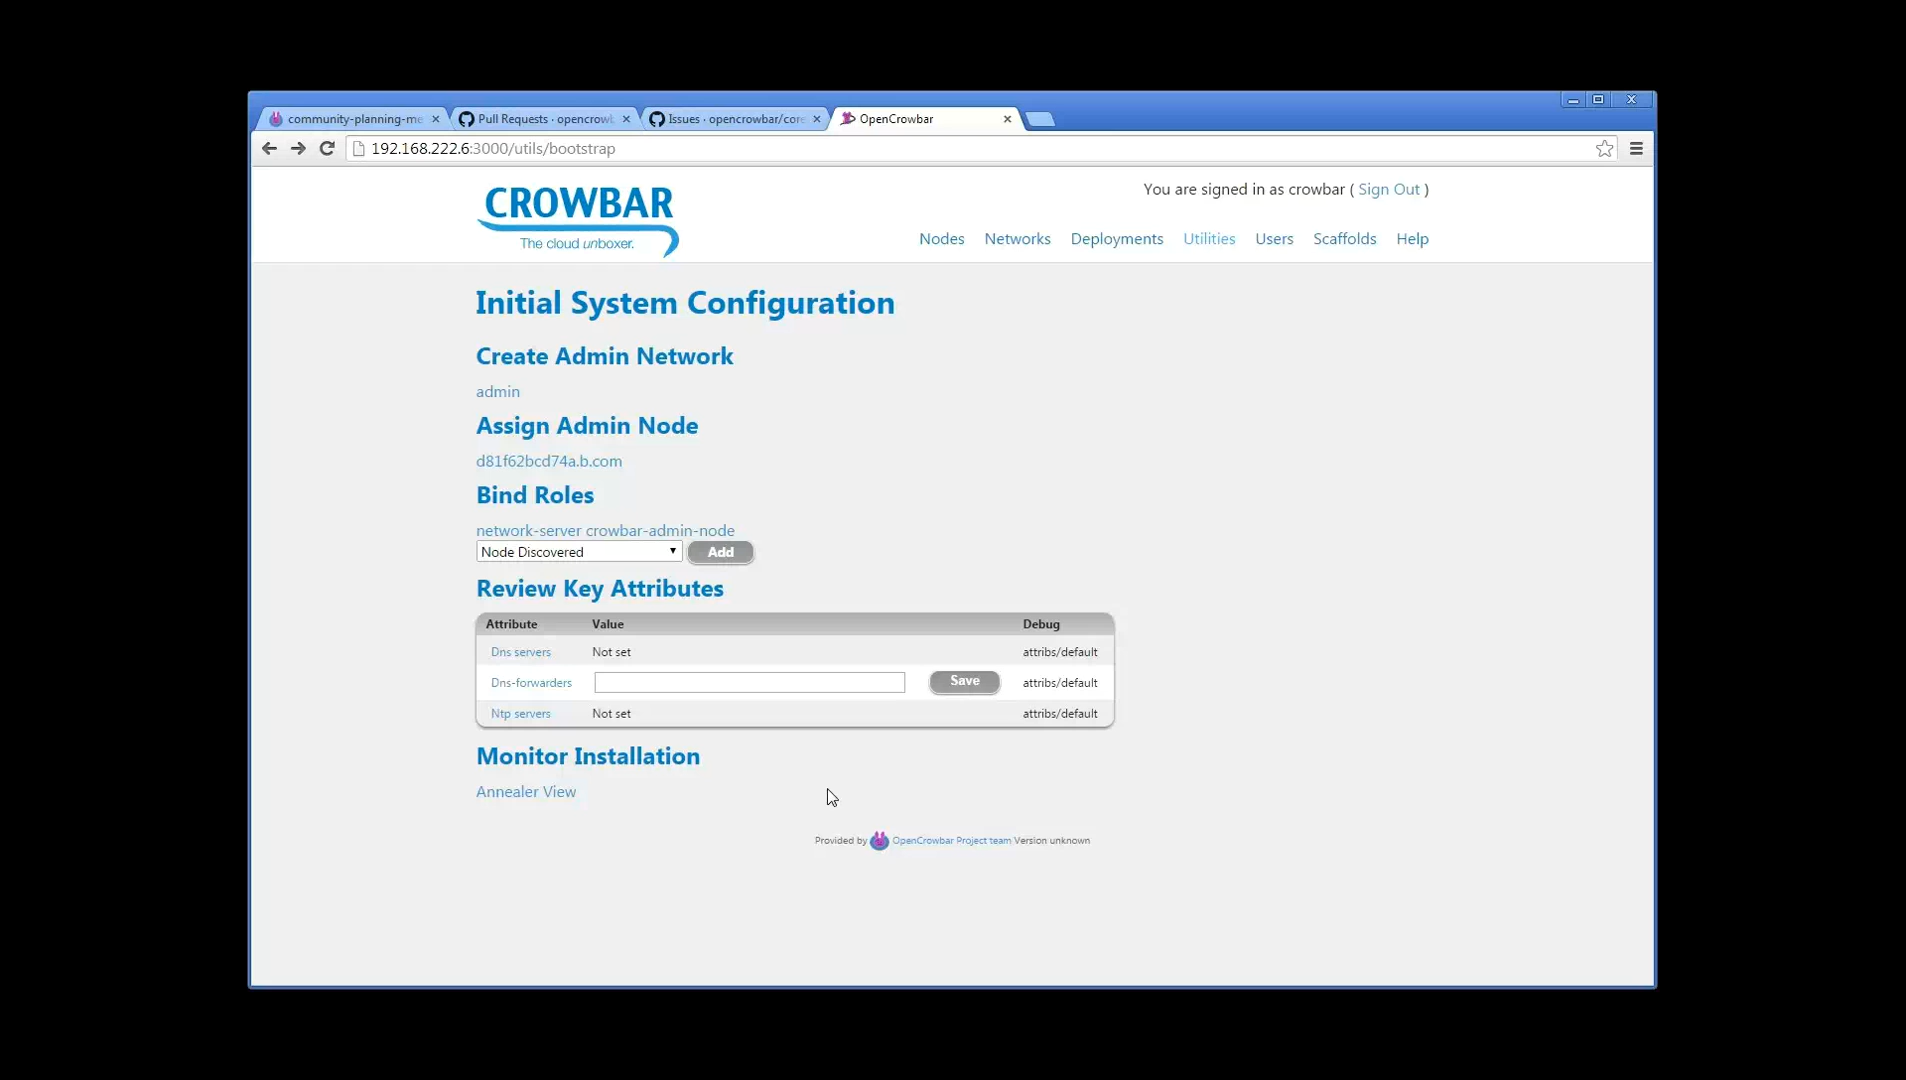 community-planning-me
Pull Requests · opencrowb
Issues · opencrowbar/core
OpenCrowbar
192.168.222.6:3000/utils/bootstrap
CROWBAR
The cloud unboxer.
You are signed in as crowbar ( Sign Out )
Nodes Networks Deployments Utilities Users Scaffolds Help
Initial System Configuration
Create Admin Network
admin
Assign Admin Node
d81f62bcd74a.b.com
Bind Roles
network-server crowbar-admin-node
Node Discovered Add
Review Key Attributes
Attribute Value Debug
Dns servers Not set attribs/default
Dns-forwarders Save attribs/default
Ntp servers Not set attribs/default
Monitor Installation
Annealer View
Provided by OpenCrowbar Project team Version unknown